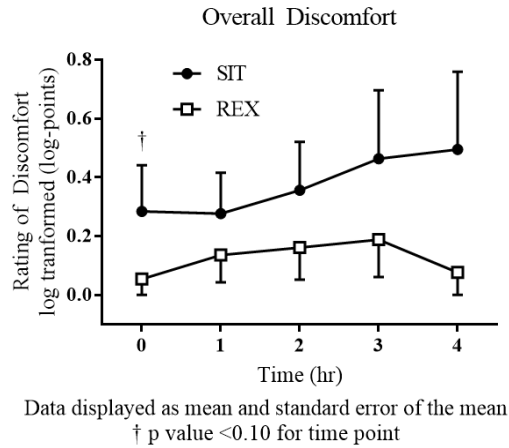 Overall Discomfort
Rating of Discomfort
log tranformed (log-points)
0.8
0.6
0.4
0.2
0.0
SIT
REX
†
0 1 2 3 4
Time (hr)
Data displayed as mean and standard error of the mean
† p value <0.10 for time point